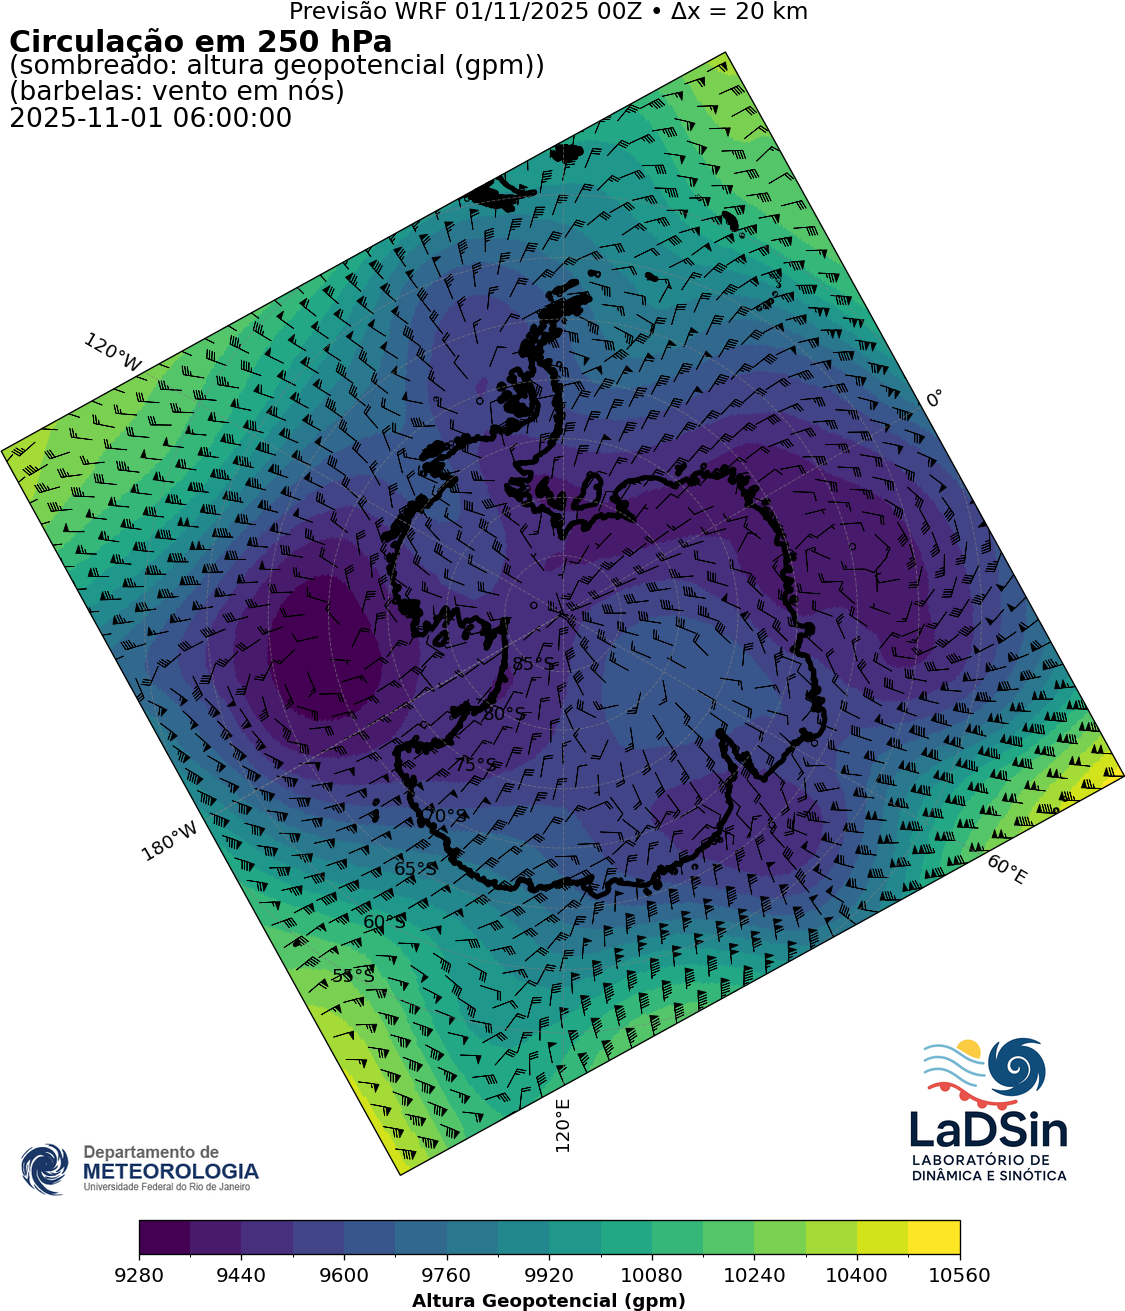 Previsão WRF 01/11/2025 00Z • Δx = 20 km
Circulação em 250 hPa
(sombreado: altura geopotencial (gpm))
(barbelas: vento em nós)
2025-11-01 06:00:00
120°W
0°
85°S
80°S
75°S
70°S
180°W
65°S
60°E
60°S
55°S
120°E
LaDSin
LABORATÓRIO DE
DINÂMICA E SINÓTICA
Departamento de
METEOROLOGIA
Universidade Federal do Rio de Janeiro
9280 9440 9600 9760 9920 10080 10240 10400 10560
Altura Geopotencial (gpm)